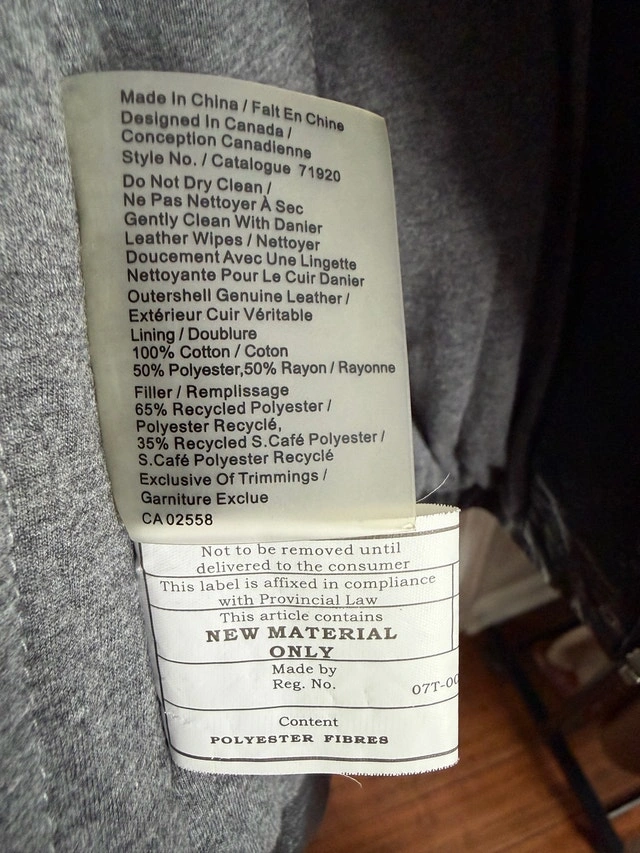 Made In China / Fait En Chine
Designed In Canada /
Conception Canadienne
Style No. / Catalogue 71920
Do Not Dry Clean /
Ne Pas Nettoyer À Sec
Gently Clean With Danier
Leather Wipes / Nettoyer
Doucement Avec Une Lingette
Nettoyante Pour Le Cuir Danier
Outershell Genuine Leather /
Extérieur Cuir Véritable
Lining / Doublure
100% Cotton / Coton
50% Polyester,50% Rayon / Rayonne
Filler / Remplissage
65% Recycled Polyester /
Polyester Recyclé,
35% Recycled S.Café Polyester /
S.Café Polyester Recyclé
Exclusive Of Trimmings /
Garniture Exclue
CA 02558
Not to be removed until
delivered to the consumer
This label is affixed in compliance
with Provincial Law
This article contains
NEW MATERIAL
ONLY
Made by
Reg. No. 07T-00
Content
POLYESTER FIBRES